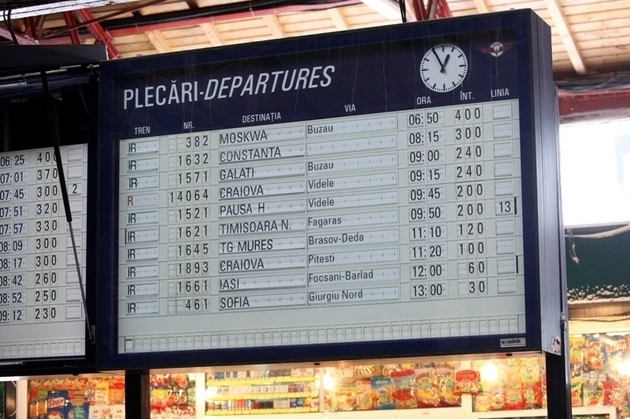 PLECĂRI-DEPARTURES
TREN NR. DESTINAȚIA VIA ORA ÎNT. LINIA
IR 382 MOSKWA Buzau 06:50 400
IR 1632 CONSTANTA 08:15 300
IR 1571 GALATI Buzau 09:00 240
R 14064 CRAIOVA Videle 09:15 200
IR 1521 PAUSA H Videle 09:45 200
IR 1621 TIMISOARA N. Fagaras 09:50 200 13
IR 1645 TG MURES Brasov-Deda 11:10 120
IR 1893 CRAIOVA Pitesti 11:20 100
IR 1661 IASI Focsani-Barlad 12:00 60
IR 461 SOFIA Giurgiu Nord 13:00 30
06:25 40
07:01 370
07:45 30 2
07:51 320
07:57 230
08:09 300
08:17 300
08:42 252
08:52 250
09:12 230